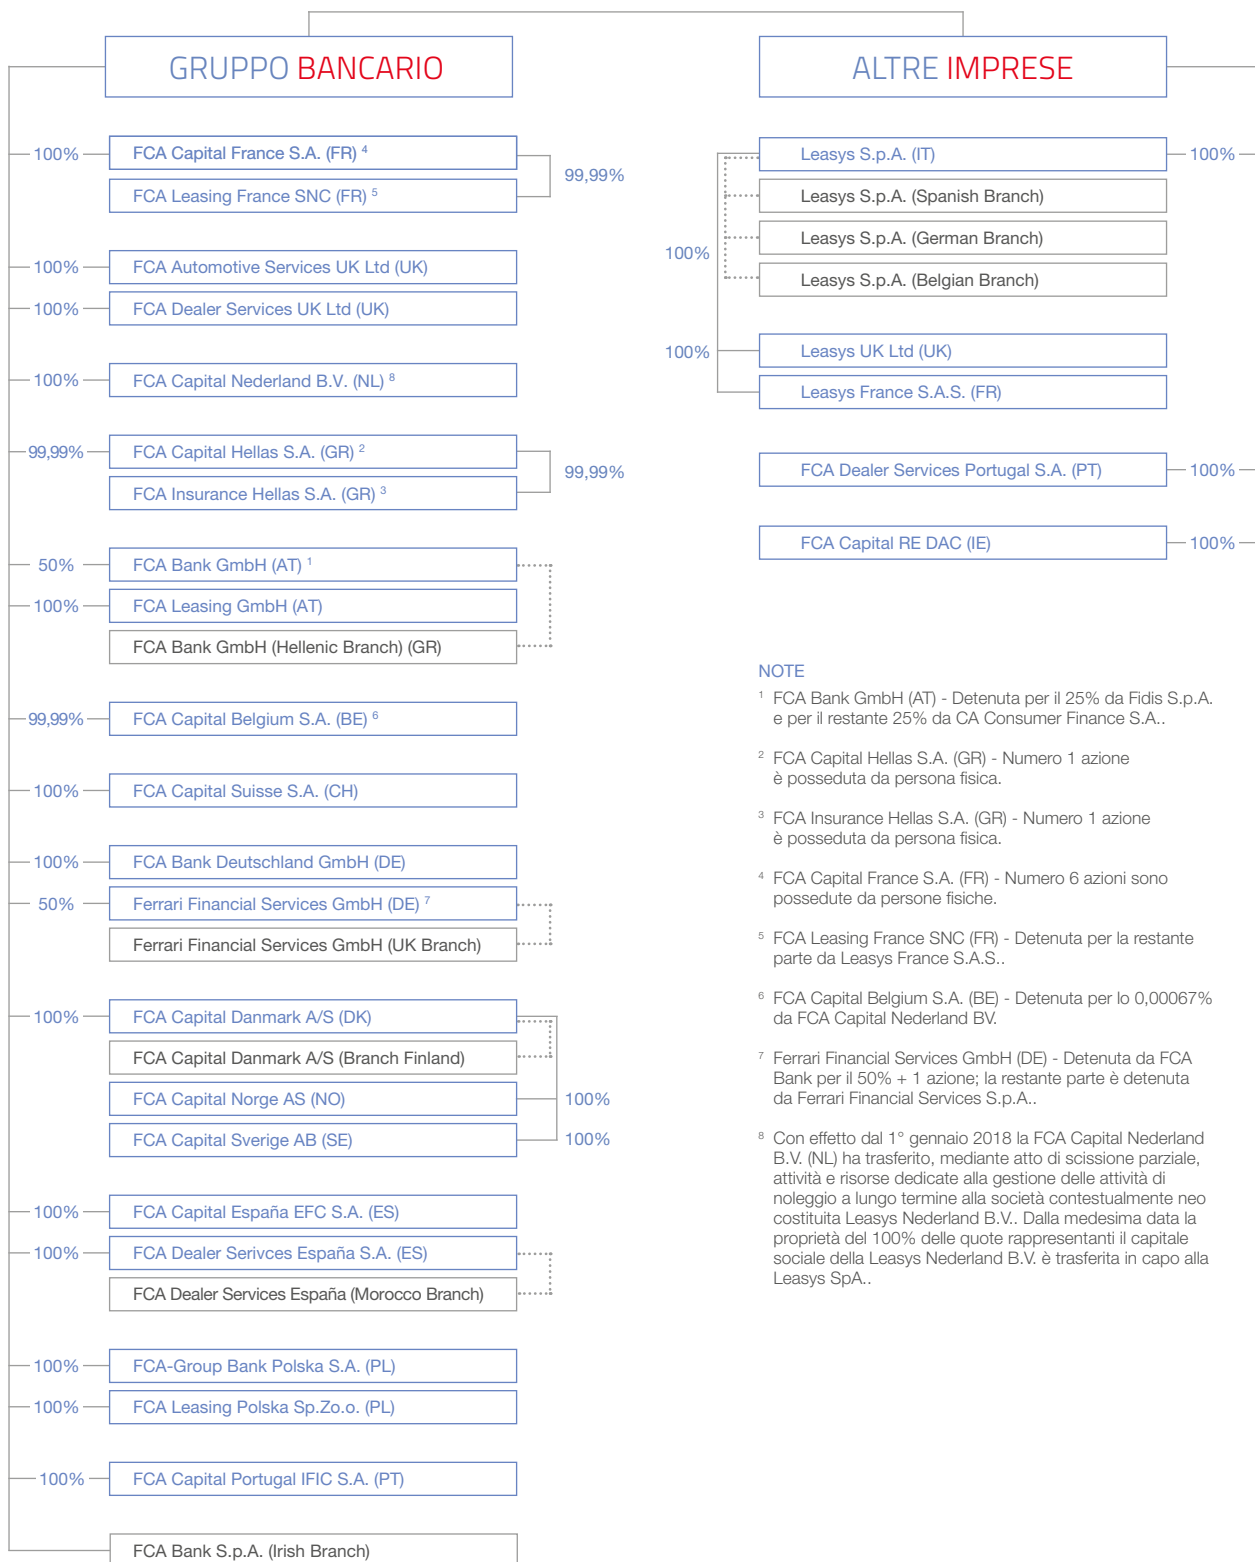 GRUPPO BANCARIO
100%
FCA Capital France S.A. (FR) 4
FCA Leasing France SNC (FR) 5
99,99%
100%
FCA Automotive Services UK Ltd (UK)
100%
FCA Dealer Services UK Ltd (UK)
100%
FCA Capital Nederland B.V. (NL) 8
99,99%
FCA Capital Hellas S.A. (GR) 2
FCA Insurance Hellas S.A. (GR) 3
99,99%
50%
FCA Bank GmbH (AT) 1
100%
FCA Leasing GmbH (AT)
FCA Bank GmbH (Hellenic Branch) (GR)
99,99%
FCA Capital Belgium S.A. (BE) 6
100%
FCA Capital Suisse S.A. (CH)
100%
FCA Bank Deutschland GmbH (DE)
50%
Ferrari Financial Services GmbH (DE) 7
Ferrari Financial Services GmbH (UK Branch)
100%
FCA Capital Danmark A/S (DK)
FCA Capital Danmark A/S (Branch Finland)
FCA Capital Norge AS (NO)
100%
FCA Capital Sverige AB (SE)
100%
100%
FCA Capital España EFC S.A. (ES)
100%
FCA Dealer Serivces España S.A. (ES)
FCA Dealer Services España (Morocco Branch)
100%
FCA-Group Bank Polska S.A. (PL)
100%
FCA Leasing Polska Sp.Zo.o. (PL)
100%
FCA Capital Portugal IFIC S.A. (PT)
FCA Bank S.p.A. (Irish Branch)
ALTRE IMPRESE
Leasys S.p.A. (IT)
100%
Leasys S.p.A. (Spanish Branch)
Leasys S.p.A. (German Branch)
100%
Leasys S.p.A. (Belgian Branch)
100%
Leasys UK Ltd (UK)
Leasys France S.A.S. (FR)
FCA Dealer Services Portugal S.A. (PT)
100%
FCA Capital RE DAC (IE)
100%
NOTE
1 FCA Bank GmbH (AT) - Detenuta per il 25% da Fidis S.p.A.
e per il restante 25% da CA Consumer Finance S.A..
2 FCA Capital Hellas S.A. (GR) - Numero 1 azione
è posseduta da persona fisica.
3 FCA Insurance Hellas S.A. (GR) - Numero 1 azione
è posseduta da persona fisica.
4 FCA Capital France S.A. (FR) - Numero 6 azioni sono
possedute da persone fisiche.
5 FCA Leasing France SNC (FR) - Detenuta per la restante
parte da Leasys France S.A.S..
6 FCA Capital Belgium S.A. (BE) - Detenuta per lo 0,00067%
da FCA Capital Nederland BV.
7 Ferrari Financial Services GmbH (DE) - Detenuta da FCA
Bank per il 50% + 1 azione; la restante parte è detenuta
da Ferrari Financial Services S.p.A..
8 Con effetto dal 1° gennaio 2018 la FCA Capital Nederland
B.V. (NL) ha trasferito, mediante atto di scissione parziale,
attività e risorse dedicate alla gestione delle attività di
noleggio a lungo termine alla società contestualmente neo
costituita Leasys Nederland B.V.. Dalla medesima data la
proprietà del 100% delle quote rappresentanti il capitale
sociale della Leasys Nederland B.V. è trasferita in capo alla
Leasys SpA..